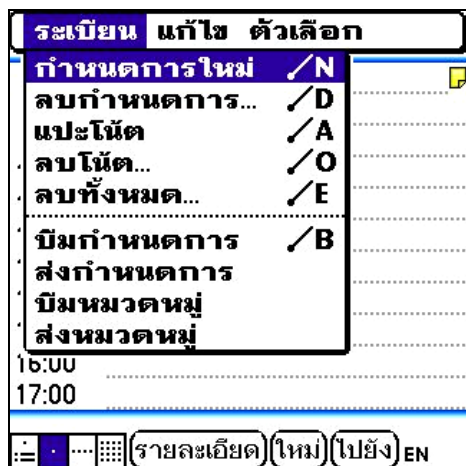 ระเบียน แก้ไข ตัวเลือก
กำหนดการใหม่ ⁄N
ลบกำหนดการ... ⁄D
แปะโน้ต ⁄A
ลบโน้ต... ⁄O
ลบทั้งหมด... ⁄E
บีมกำหนดการ ⁄B
ส่งกำหนดการ
บีมหมวดหมู่
ส่งหมวดหมู่
16:00
17:00
รายละเอียด ใหม่ ไปยัง EN